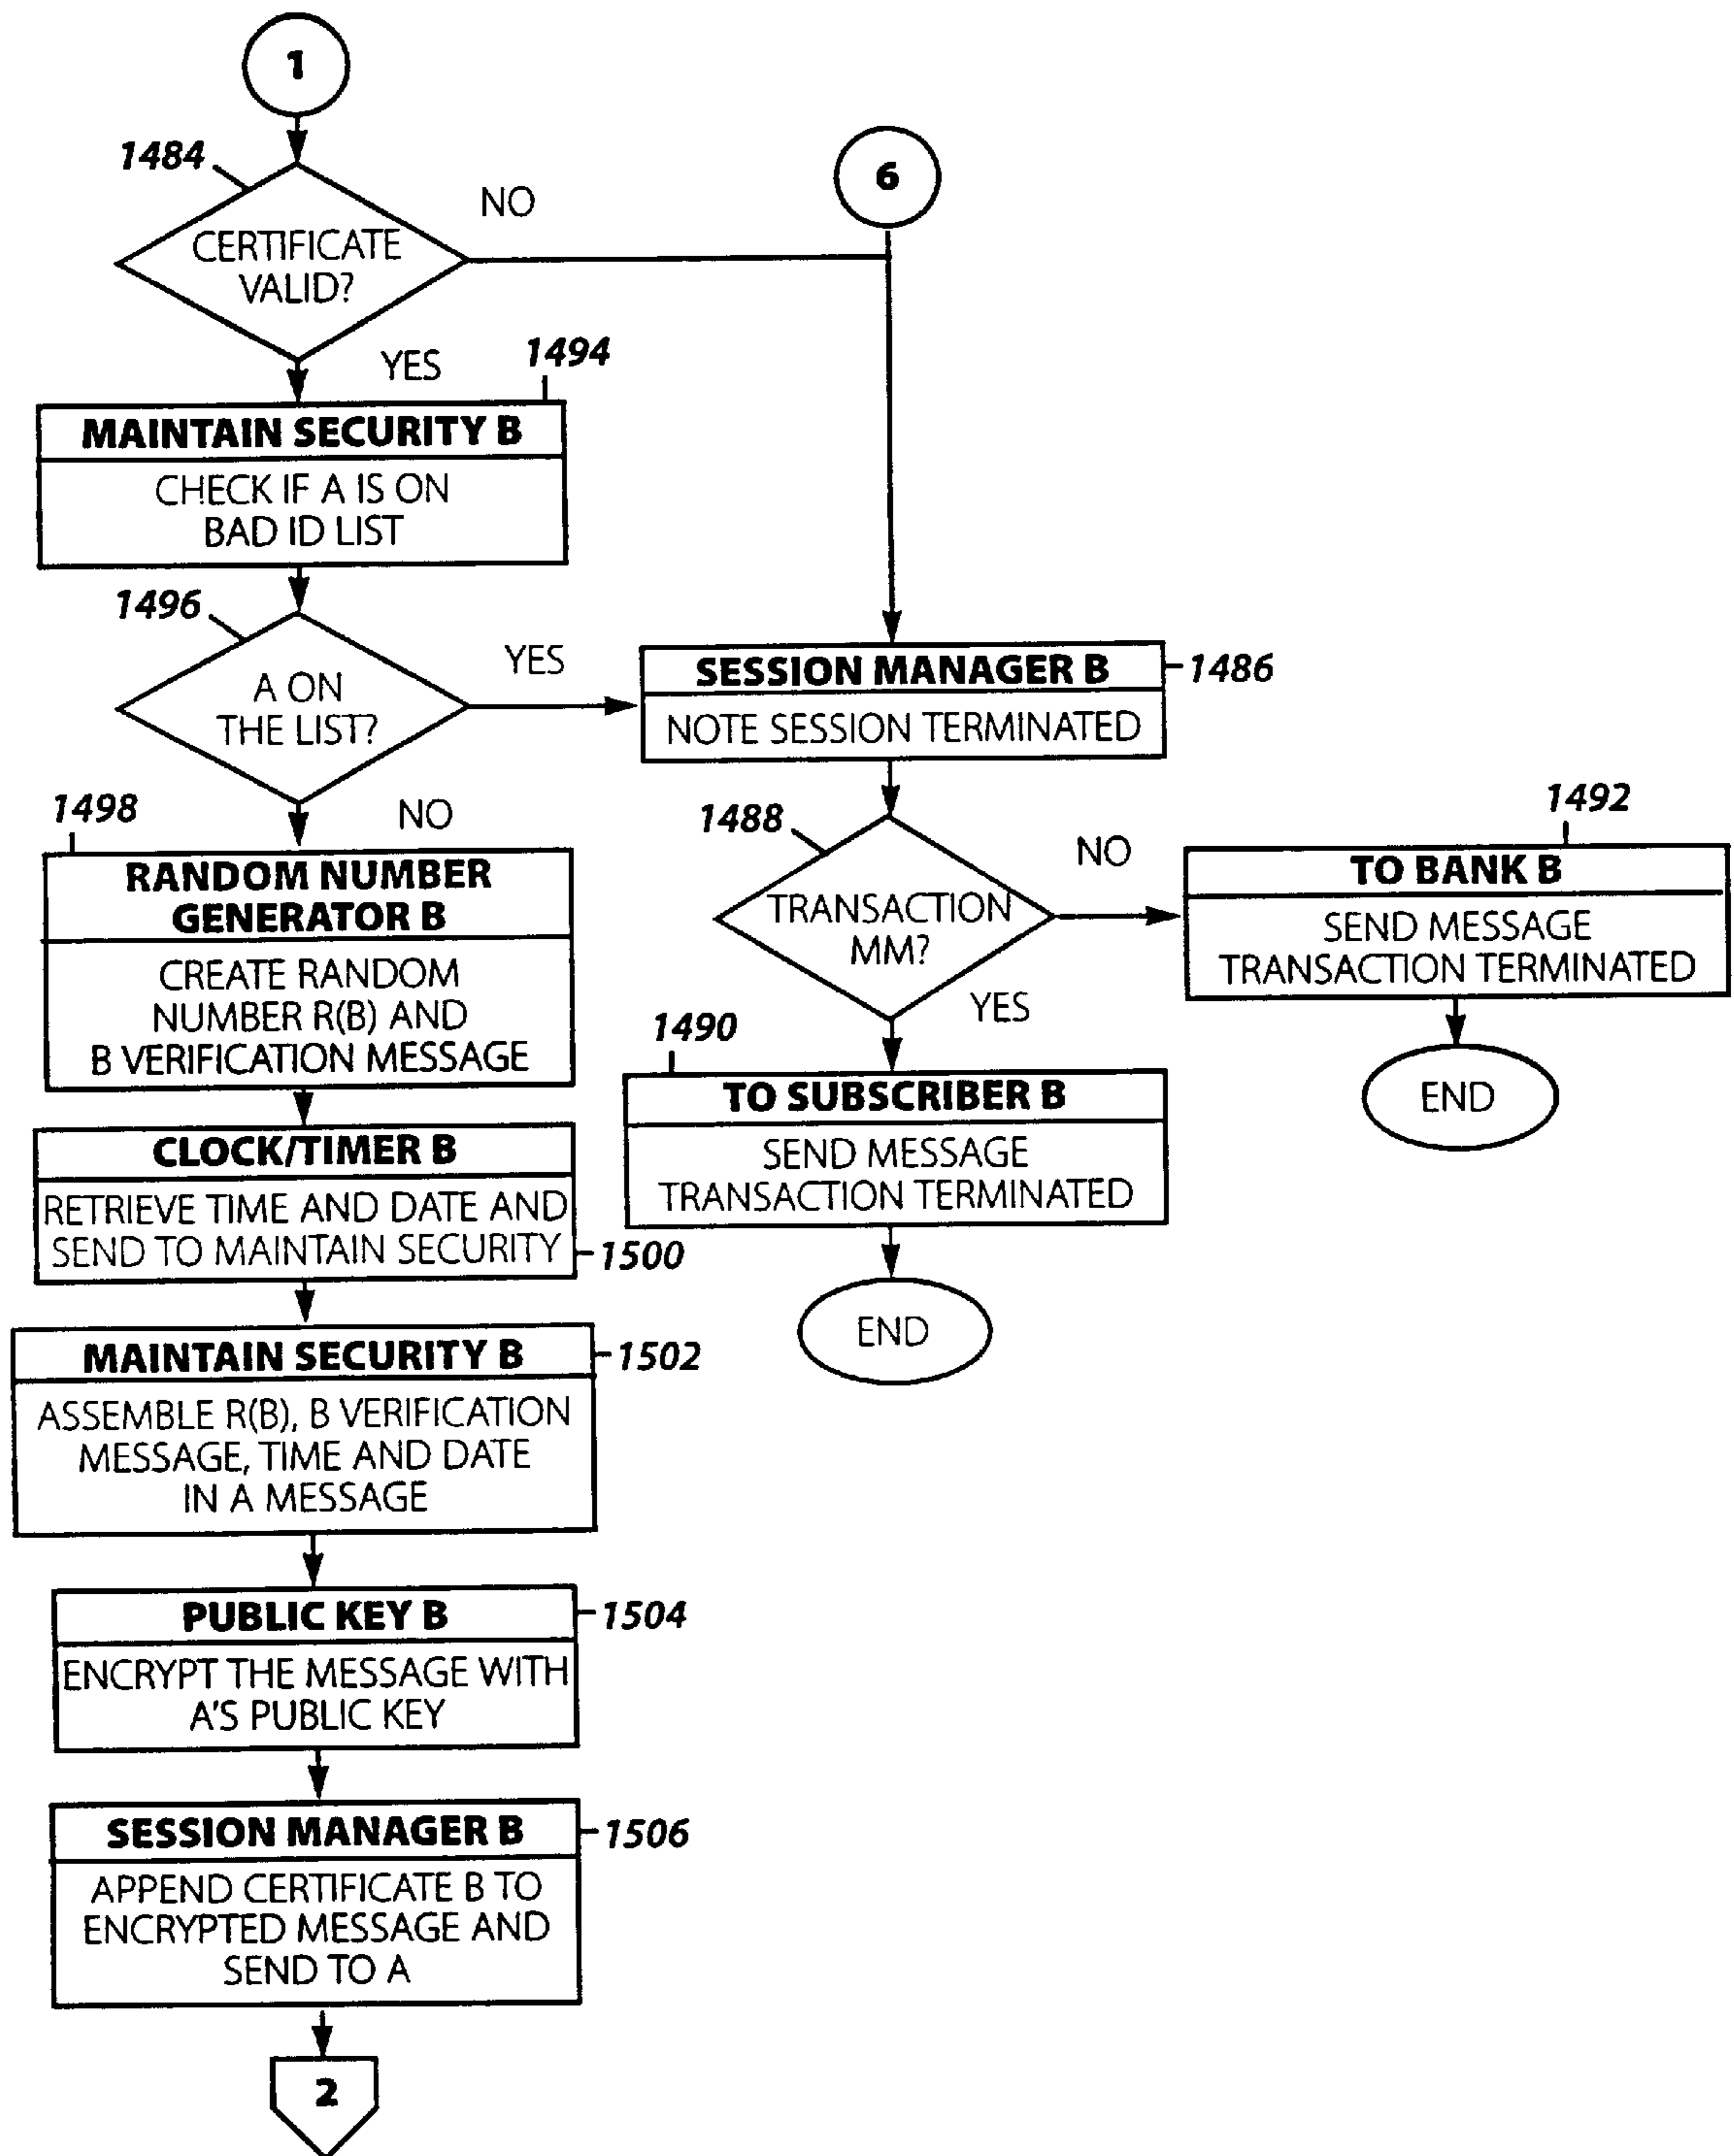 1
1484
CERTIFICATE
VALID?
NO
6
YES
1494
MAINTAIN SECURITY B
CHECK IF A IS ON
BAD ID LIST
1496
A ON
THE LIST?
YES
SESSION MANAGER B
1486
NOTE SESSION TERMINATED
NO
1498
RANDOM NUMBER
GENERATOR B
CREATE RANDOM
NUMBER R(B) AND
B VERIFICATION MESSAGE
1488
TRANSACTION
MM?
NO
1492
TO BANK B
SEND MESSAGE
TRANSACTION TERMINATED
END
YES
1490
TO SUBSCRIBER B
SEND MESSAGE
TRANSACTION TERMINATED
END
CLOCK/TIMER B
RETRIEVE TIME AND DATE AND
SEND TO MAINTAIN SECURITY
1500
MAINTAIN SECURITY B
1502
ASSEMBLE R(B), B VERIFICATION
MESSAGE, TIME AND DATE
IN A MESSAGE
PUBLIC KEY B
1504
ENCRYPT THE MESSAGE WITH
A'S PUBLIC KEY
SESSION MANAGER B
1506
APPEND CERTIFICATE B TO
ENCRYPTED MESSAGE AND
SEND TO A
2